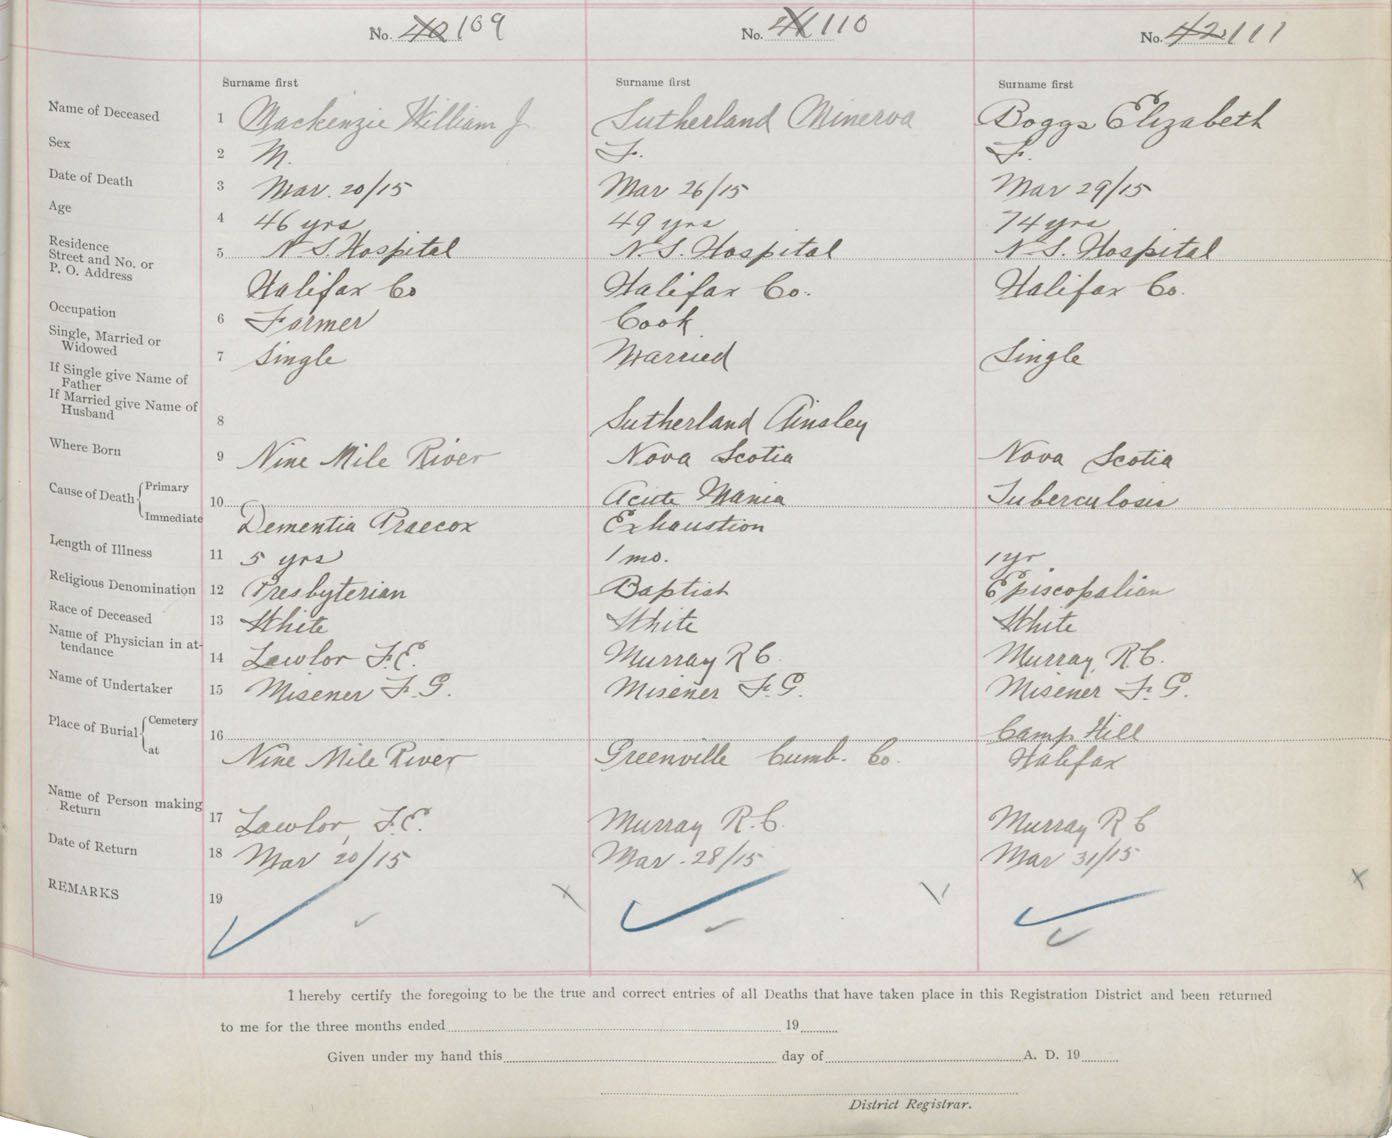 No. 40 109 No. 41 110 No. 42 111
Surname first Surname first Surname first
Name of Deceased 1 Mackenzie William J. Sutherland Minerva Boggs Elizabeth
Sex 2 M. F. F.
Date of Death 3 Mar. 20/15 Mar 26/15 Mar 29/15
Age 4 46 yrs 49 yrs 74 yrs
Residence
Street and No. or 5 N.S. Hospital N.S. Hospital N.S. Hospital
P. O. Address
Halifax Co Halifax Co. Halifax Co.
Occupation 6 Farmer Cook
Single, Married or
Widowed 7 Single Married Single
If Single give Name of
Father
If Married give Name of
Husband 8 Sutherland Ainsley
Where Born 9 Nine Mile River Nova Scotia Nova Scotia
Cause of Death Primary 10 Acute Mania Tuberculosis
Immediate Dementia Praecox Exhaustion
Length of Illness 11 5 yrs 1 mo. 1 yr
Religious Denomination 12 Presbyterian Baptist Episcopalian
Race of Deceased 13 White White White
Name of Physician in at-
tendance 14 Lawlor F.E. Murray R C Murray R.C.
Name of Undertaker 15 Misener F.G. Misener F.G. Misener F.G.
Place of Burial Cemetery 16 Camp Hill
at Nine Mile River Greenville Cumb. Co. Halifax
Name of Person making
Return 17 Lawlor, F.E. Murray R.C. Murray R C
Date of Return 18 Mar 20/15 Mar. 28/15 Mar 31/15
REMARKS 19
I hereby certify the foregoing to be the true and correct entries of all Deaths that have taken place in this Registration District and been returned
to me for the three months ended 19
Given under my hand this day of A. D. 19
District Registrar.